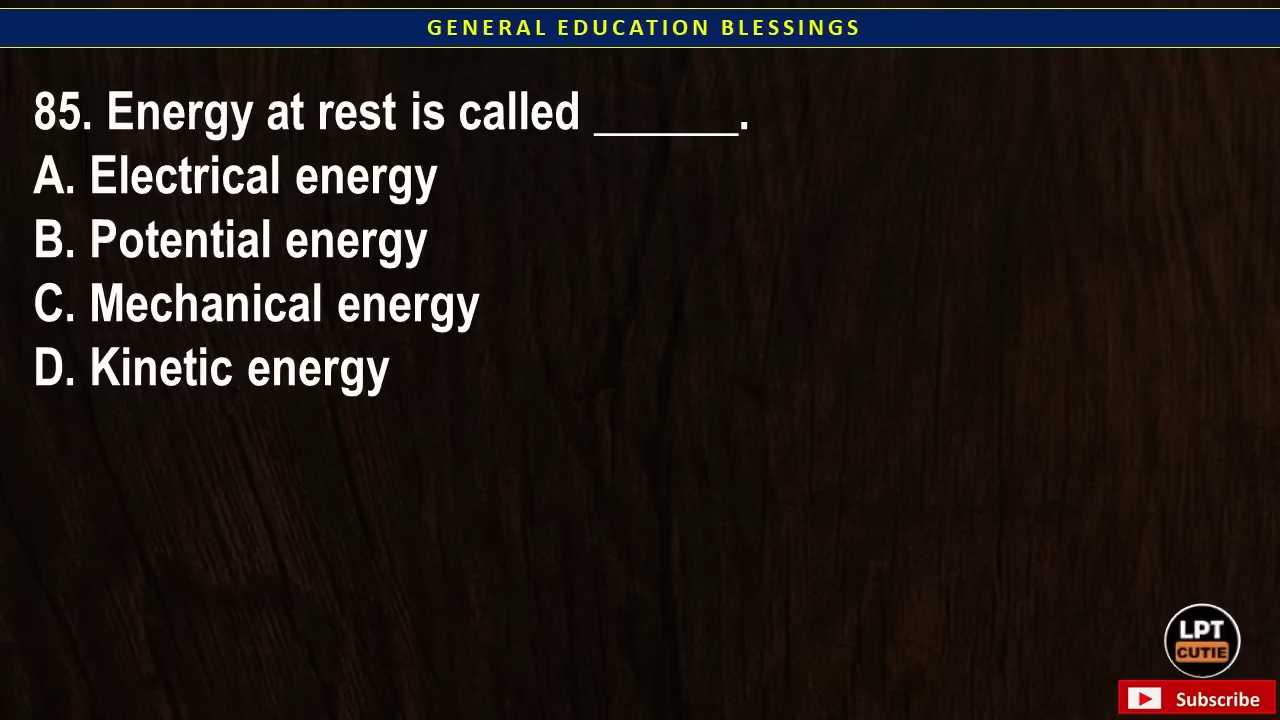 GENERAL EDUCATION BLESSINGS
85. Energy at rest is called ______.
A. Electrical energy
B. Potential energy
C. Mechanical energy
D. Kinetic energy
LPT
CUTIE
Subscribe